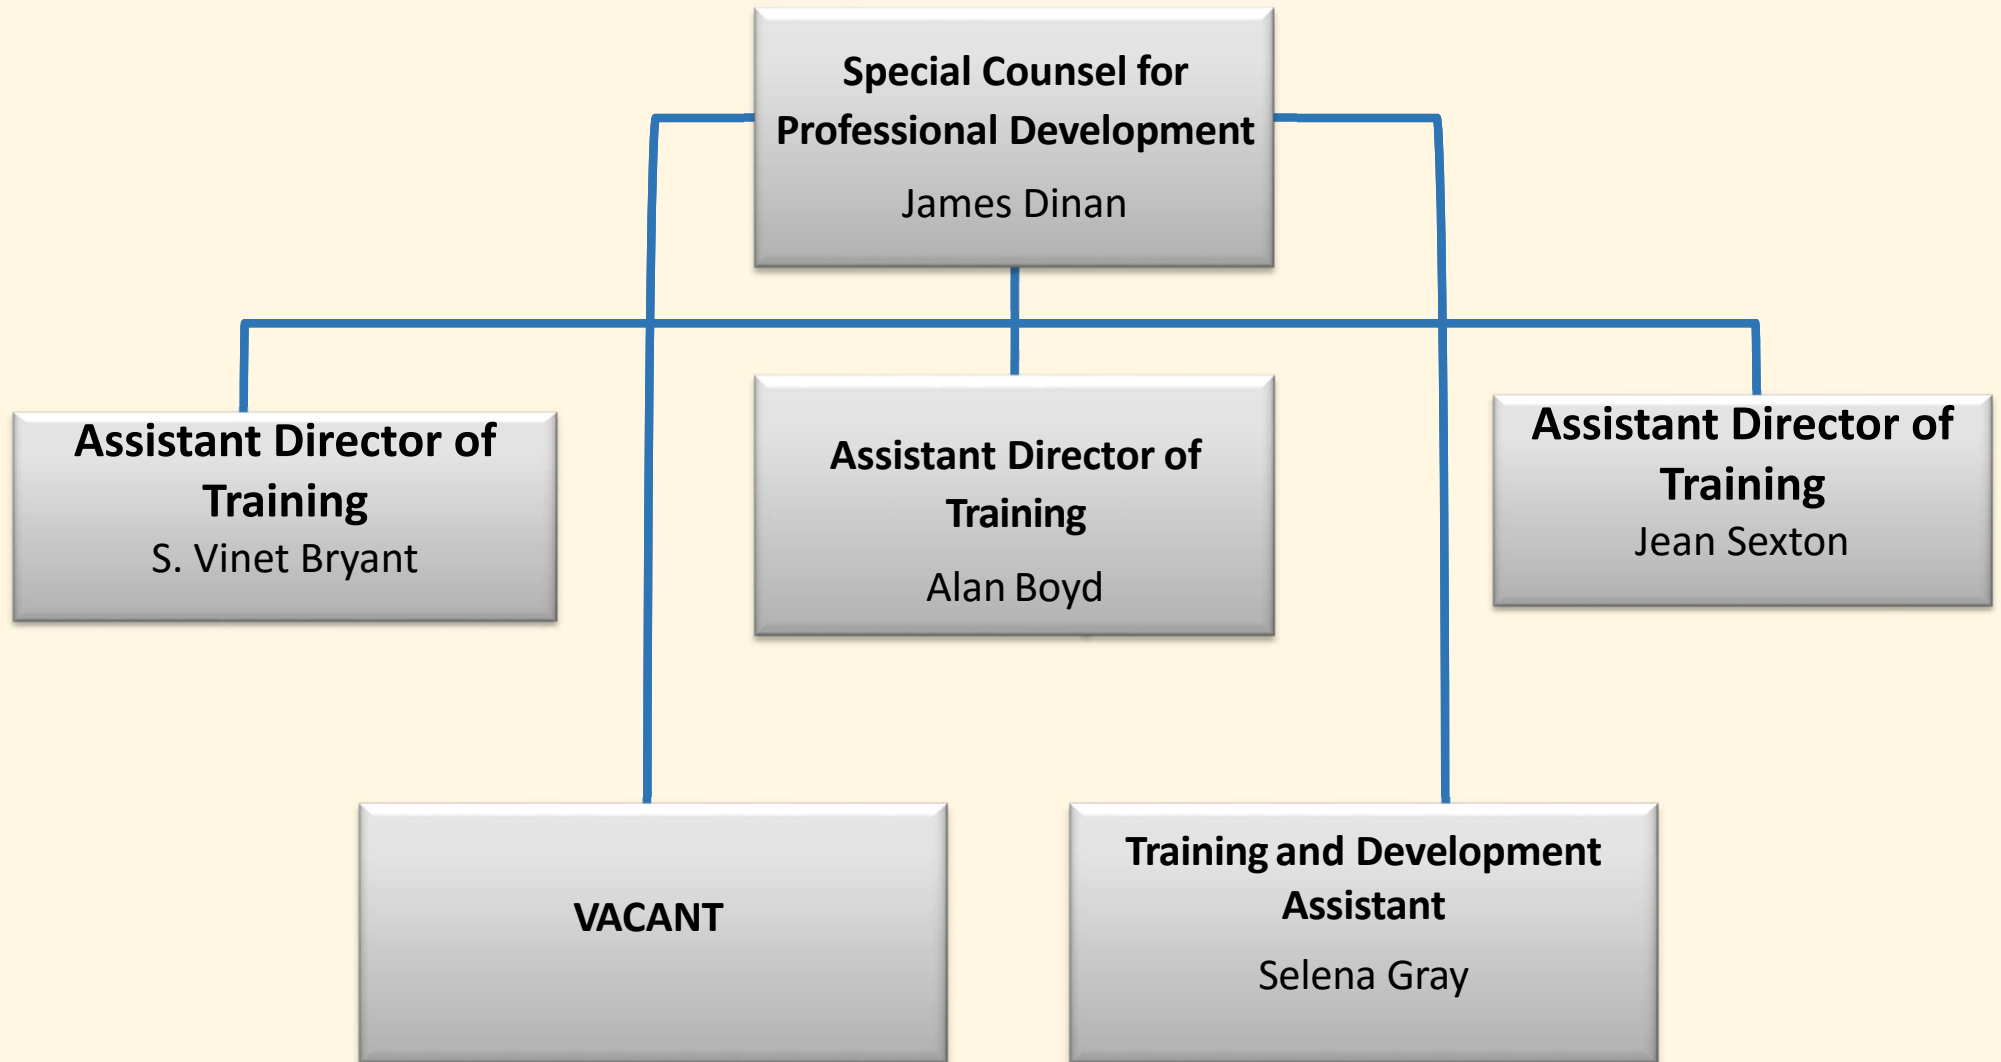 Special Counsel for
Professional Development
James Dinan
Assistant Director of
Training
S. Vinet Bryant
Assistant Director of
Training
Alan Boyd
Assistant Director of
Training
Jean Sexton
VACANT
Training and Development
Assistant
Selena Gray